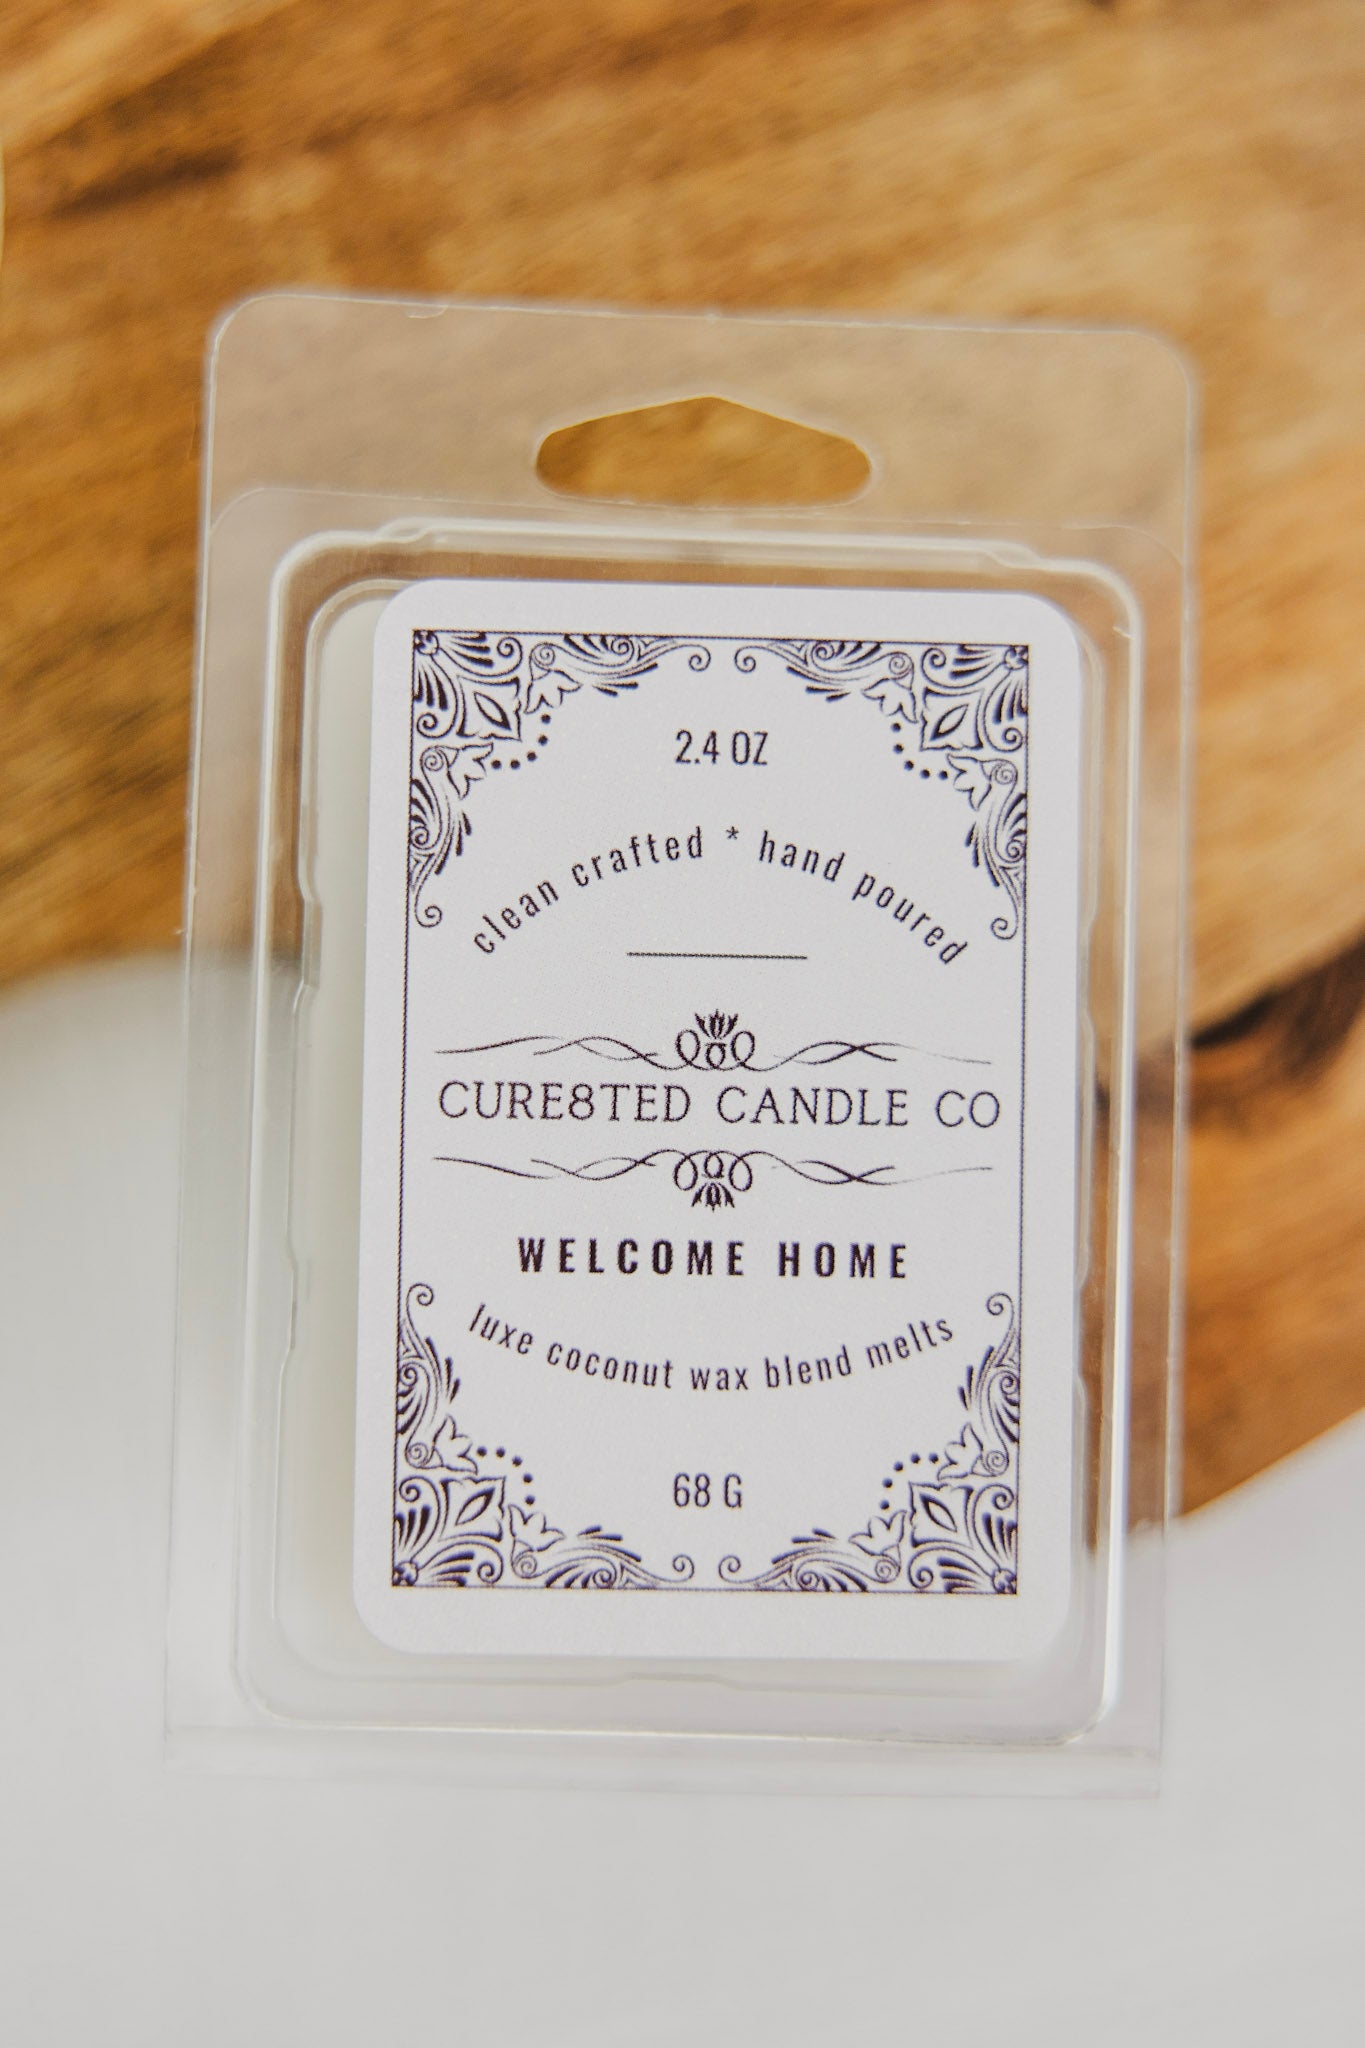 2.4 OZ
clean crafted * hand poured
CURE8TED CANDLE CO
WELCOME HOME
luxe coconut wax blend melts
68 G